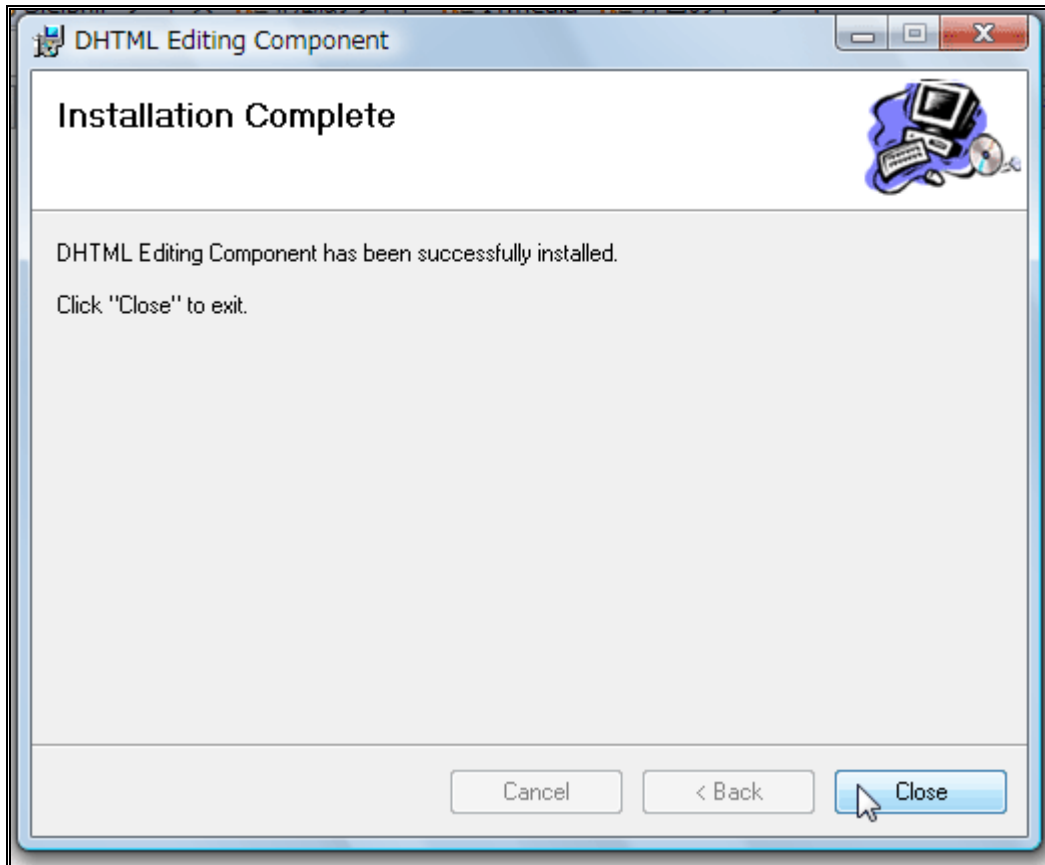 DHTML Editing Component
Installation Complete
DHTML Editing Component has been successfully installed.
Click "Close" to exit.
Cancel
< Back
Close